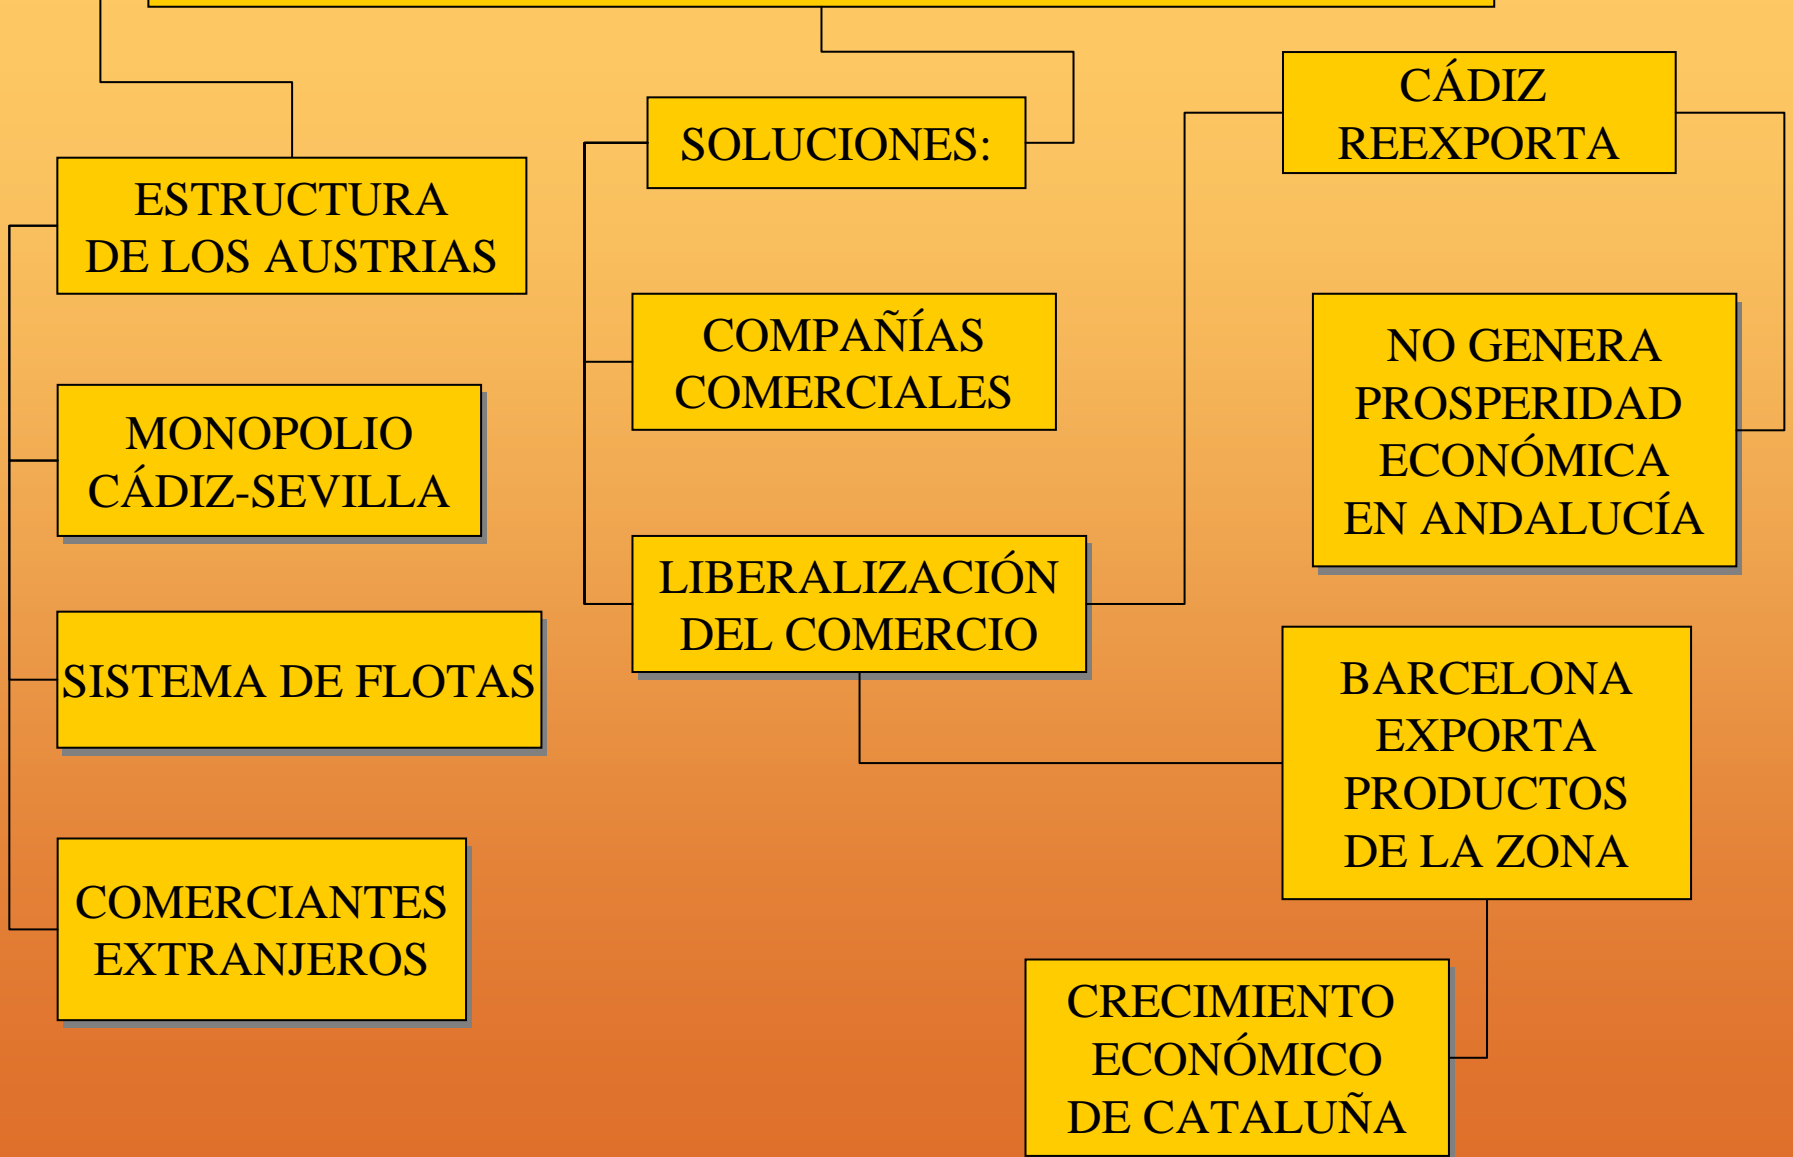 ESTRUCTURA
DE LOS AUSTRIAS
MONOPOLIO
CÁDIZ-SEVILLA
SISTEMA DE FLOTAS
COMERCIANTES
EXTRANJEROS
SOLUCIONES:
COMPAÑÍAS
COMERCIALES
LIBERALIZACIÓN
DEL COMERCIO
CÁDIZ
REEXPORTA
NO GENERA
PROSPERIDAD
ECONÓMICA
EN ANDALUCÍA
BARCELONA
EXPORTA
PRODUCTOS
DE LA ZONA
CRECIMIENTO
ECONÓMICO
DE CATALUÑA